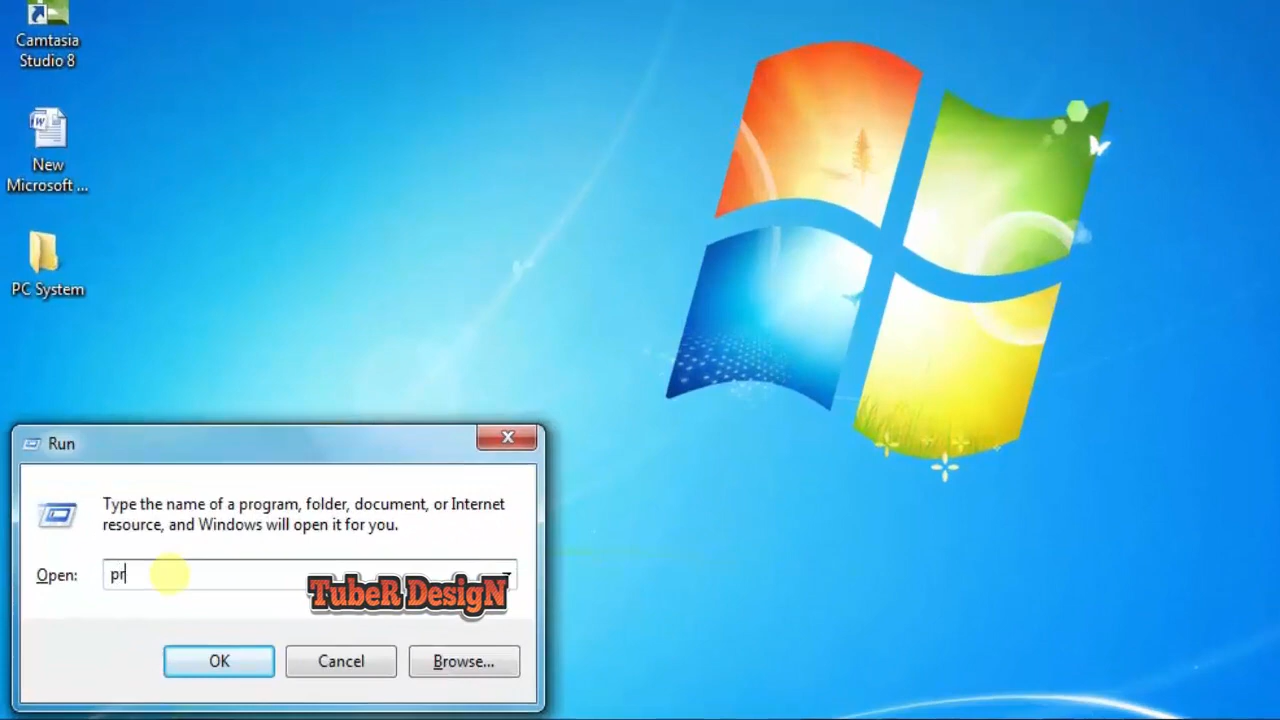 Camtasia
Studio 8
New
Microsoft ...
PC System
Run
Type the name of a program, folder, document, or Internet
resource, and Windows will open it for you.
Open: pr
TubeR DesigN
OK Cancel Browse...